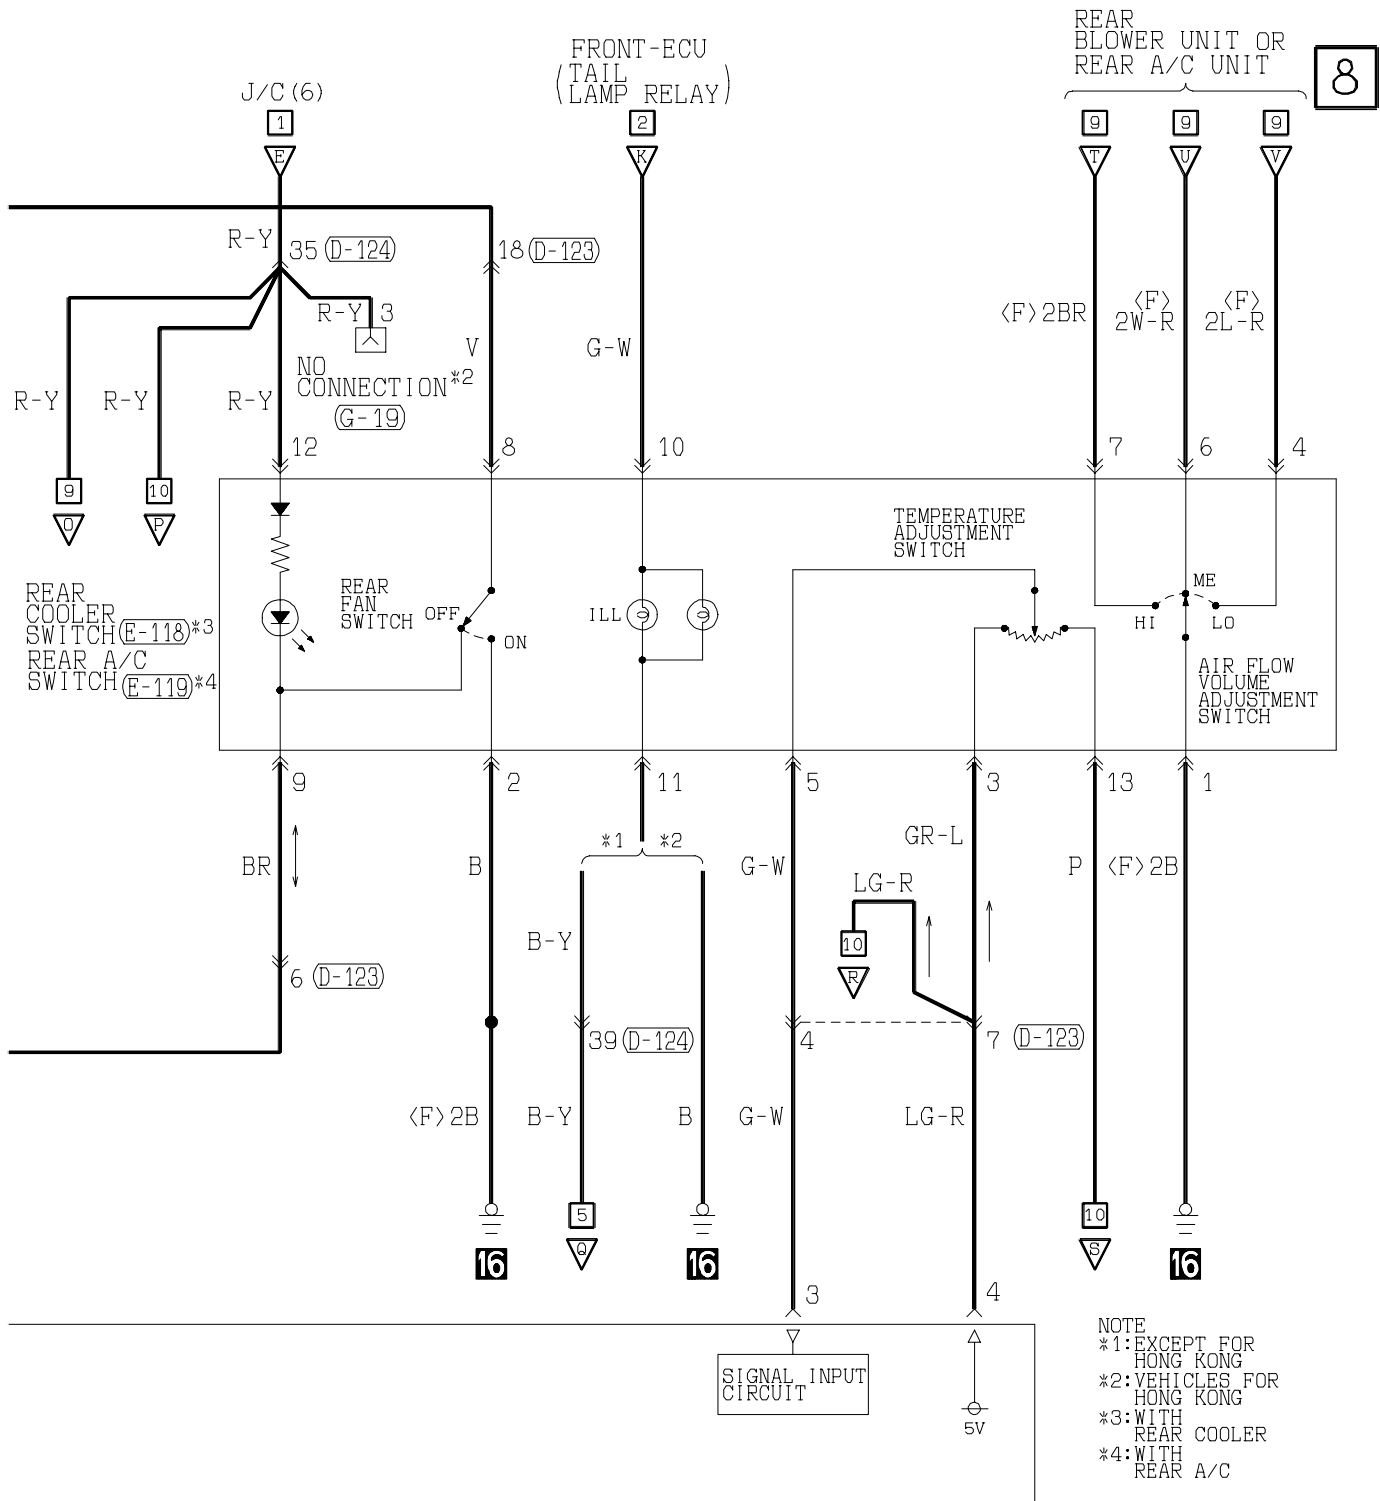 REAR
BLOWER UNIT OR
REAR A/C UNIT
8
FRONT-ECU
(TAIL
LAMP RELAY)
J/C(6)
1
2
9
9
9
E
K
T
U
V
R-Y
35 (D-124)
18 (D-123)
R-Y 3
<F>2BR
<F>
2W-R
<F>
2L-R
V
G-W
NO
CONNECTION*2
(G-19)
R-Y
R-Y
R-Y
12
8
10
7
6
4
9
10
O
P
TEMPERATURE
ADJUSTMENT
SWITCH
REAR
COOLER
SWITCH(E-118)*3
REAR A/C
SWITCH(E-119)*4
REAR
FAN
SWITCH
OFF
ON
ILL
ME
HI
LO
AIR FLOW
VOLUME
ADJUSTMENT
SWITCH
9
2
11
5
3
13
1
*1
*2
GR-L
BR
B
G-W
LG-R
P
<F>2B
B-Y
10
R
6 (D-123)
39 (D-124)
4
7 (D-123)
<F>2B
B-Y
B
G-W
LG-R
5
10
Q
S
16
16
16
3
4
SIGNAL INPUT
CIRCUIT
5V
NOTE
*1:EXCEPT FOR
HONG KONG
*2:VEHICLES FOR
HONG KONG
*3:WITH
REAR COOLER
*4:WITH
REAR A/C